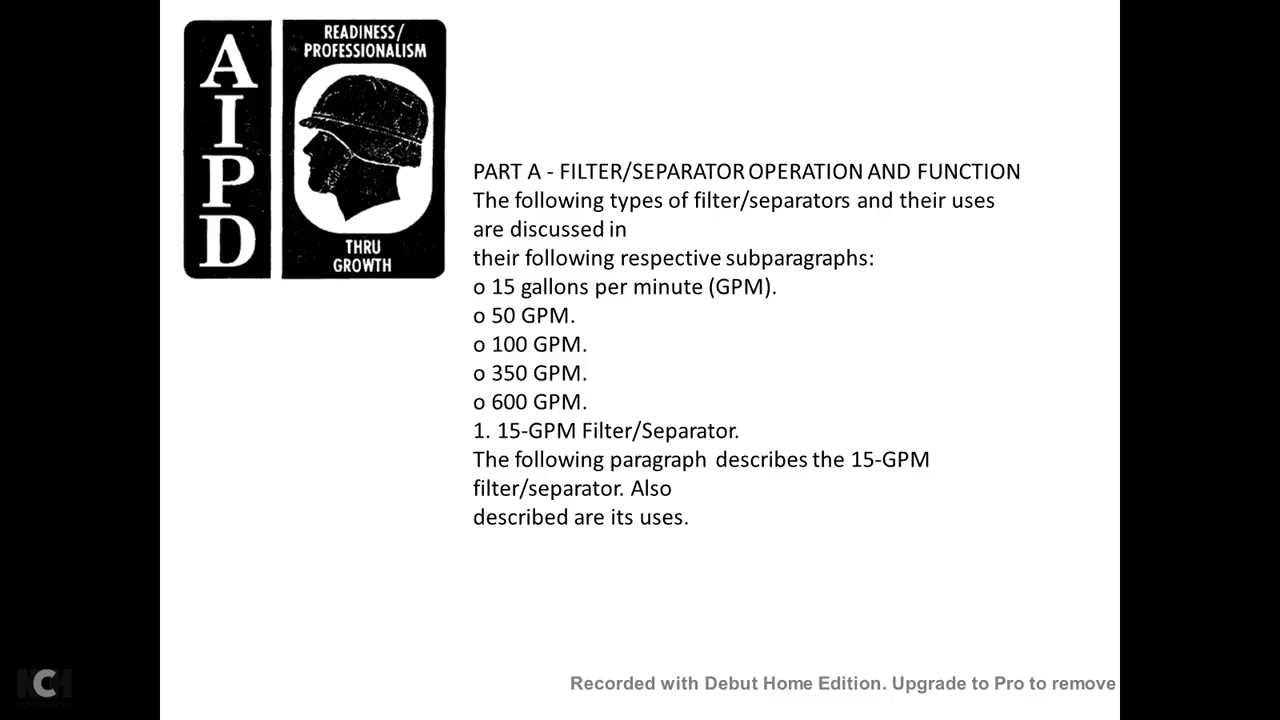 A
I
P
D
READINESS/
PROFESSIONALISM
THRU
GROWTH
PART A - FILTER/SEPARATOR OPERATION AND FUNCTION
The following types of filter/separators and their uses
are discussed in
their following respective subparagraphs:
o 15 gallons per minute (GPM).
o 50 GPM.
o 100 GPM.
o 350 GPM.
o 600 GPM.
1. 15-GPM Filter/Separator.
The following paragraph describes the 15-GPM
filter/separator. Also
described are its uses.
NCH
Recorded with Debut Home Edition. Upgrade to Pro to remove